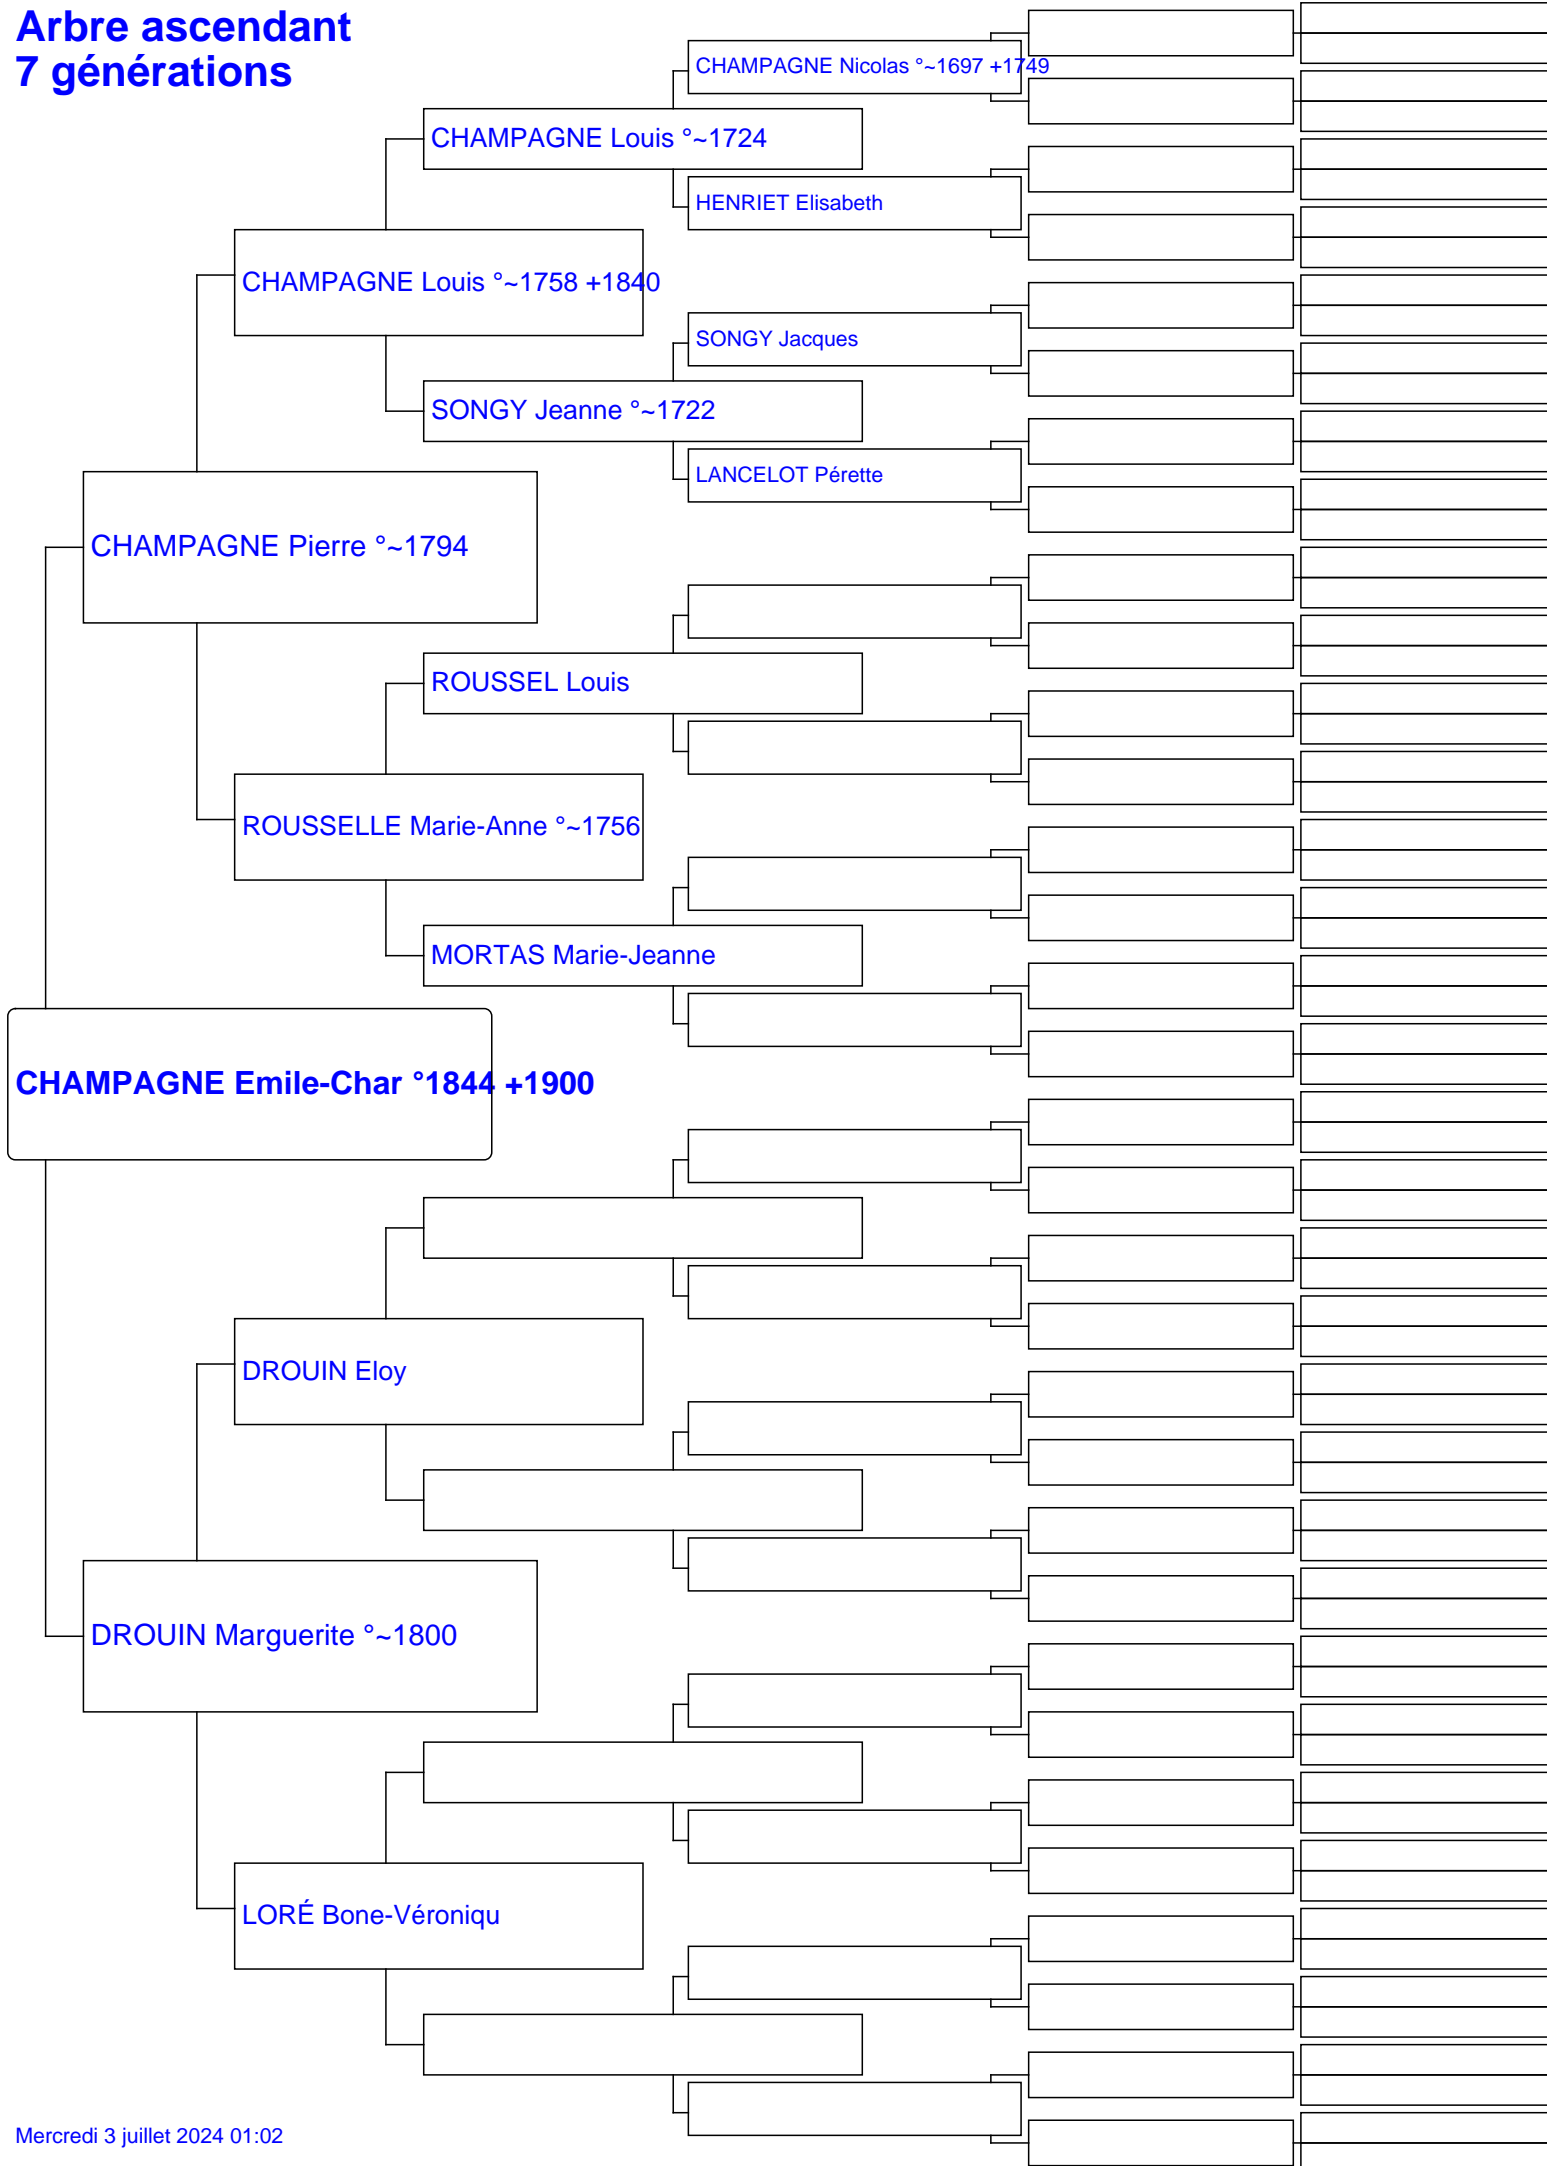 Arbre ascendant
7 générations
CHAMPAGNE Nicolas °~1697 +1749
CHAMPAGNE Louis °~1724
HENRIET Elisabeth
CHAMPAGNE Louis °~1758 +1840
SONGY Jacques
SONGY Jeanne °~1722
LANCELOT Pérette
CHAMPAGNE Pierre °~1794
ROUSSEL Louis
ROUSSELLE Marie-Anne °~1756
MORTAS Marie-Jeanne
CHAMPAGNE Emile-Char °1844 +1900
DROUIN Eloy
DROUIN Marguerite °~1800
LORÉ Bone-Véroniqu
Mercredi 3 juillet 2024 01:02